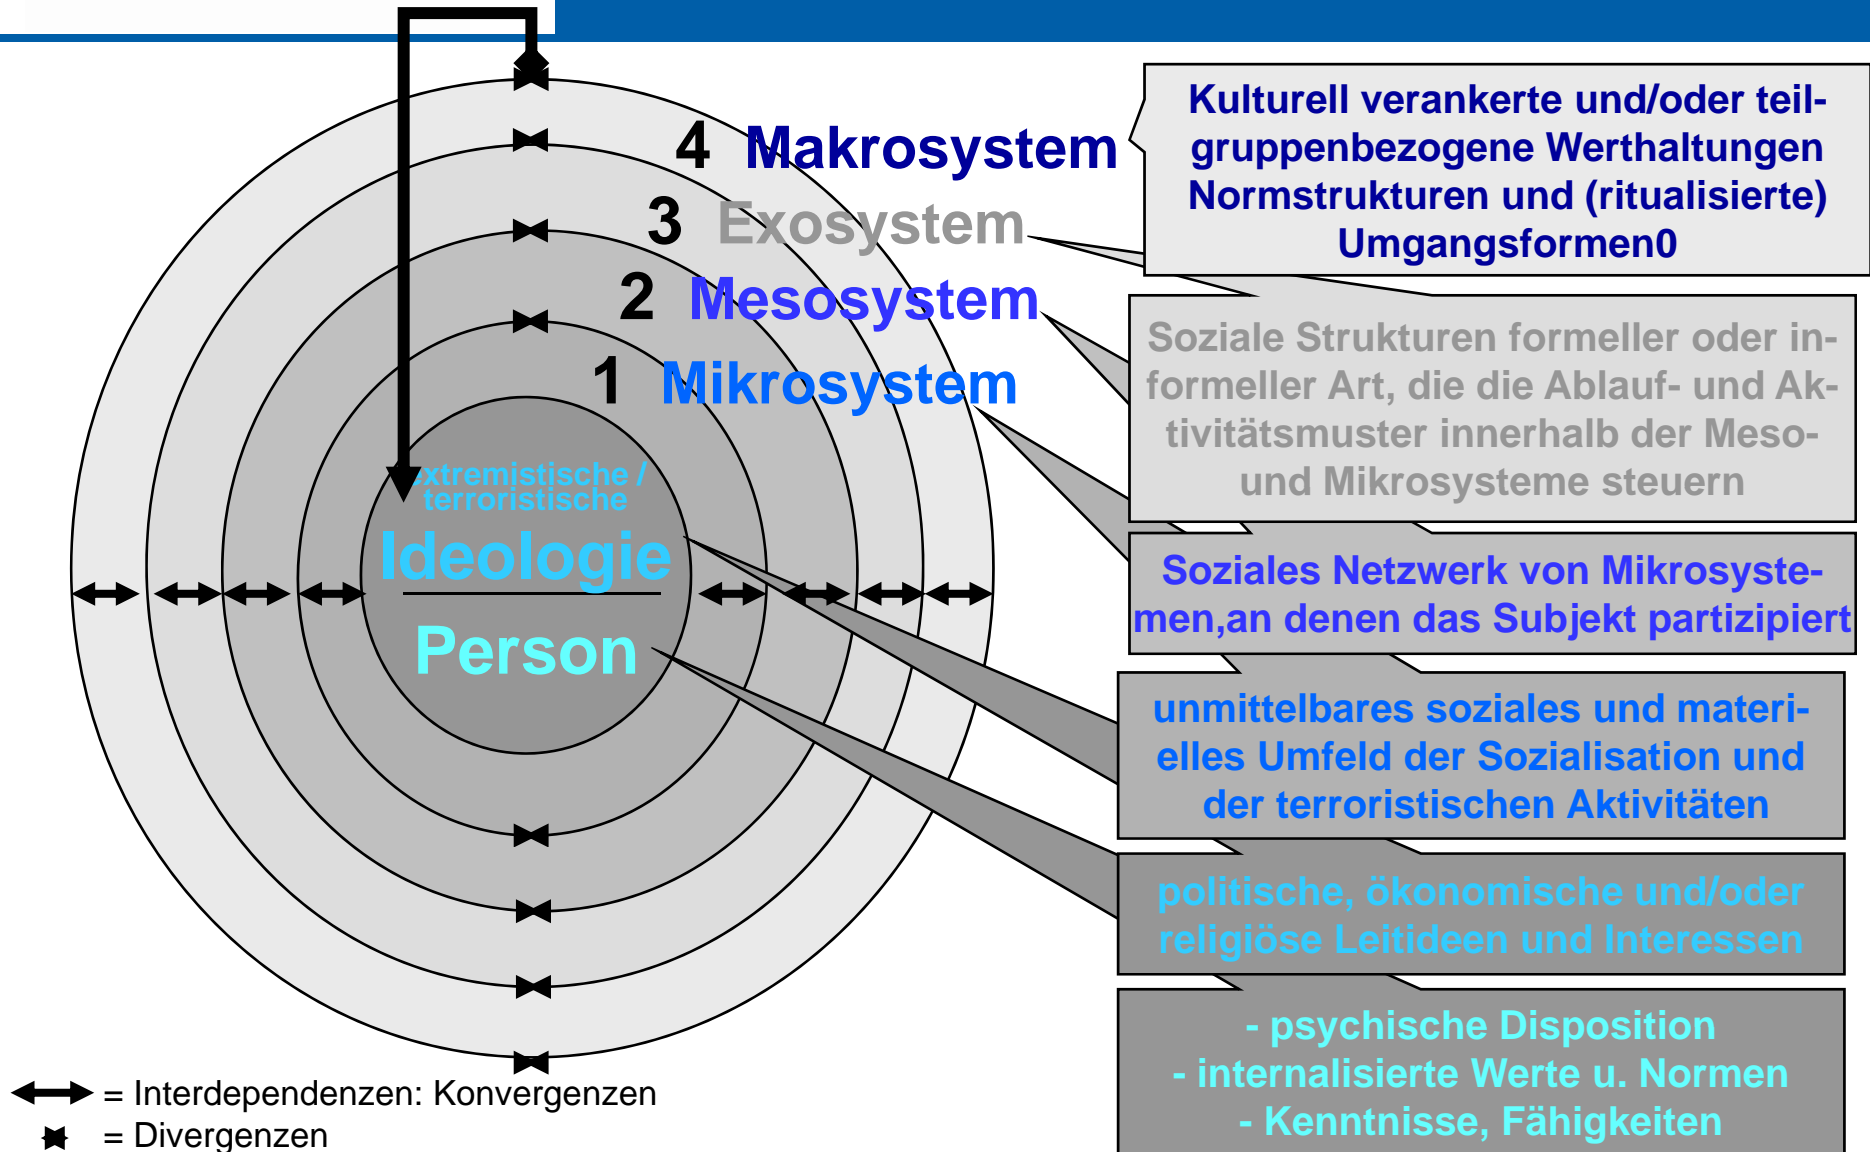 4 Makrosystem
3 Exosystem
2 Mesosystem
1 Mikrosystem
extremistische /
terroristische
Ideologie
Person
Kulturell verankerte und/oder teil-
gruppenbezogene Werthaltungen
Normstrukturen und (ritualisierte)
Umgangsformen0
Soziale Strukturen formeller oder in-
formeller Art, die die Ablauf- und Ak-
tivitätsmuster innerhalb der Meso-
und Mikrosysteme steuern
Soziales Netzwerk von Mikrosyste-
men,an denen das Subjekt partizipiert
unmittelbares soziales und materi-
elles Umfeld der Sozialisation und
der terroristischen Aktivitäten
politische, ökonomische und/oder
religiöse Leitideen und Interessen
- psychische Disposition
- internalisierte Werte u. Normen
- Kenntnisse, Fähigkeiten
= Interdependenzen: Konvergenzen
= Divergenzen